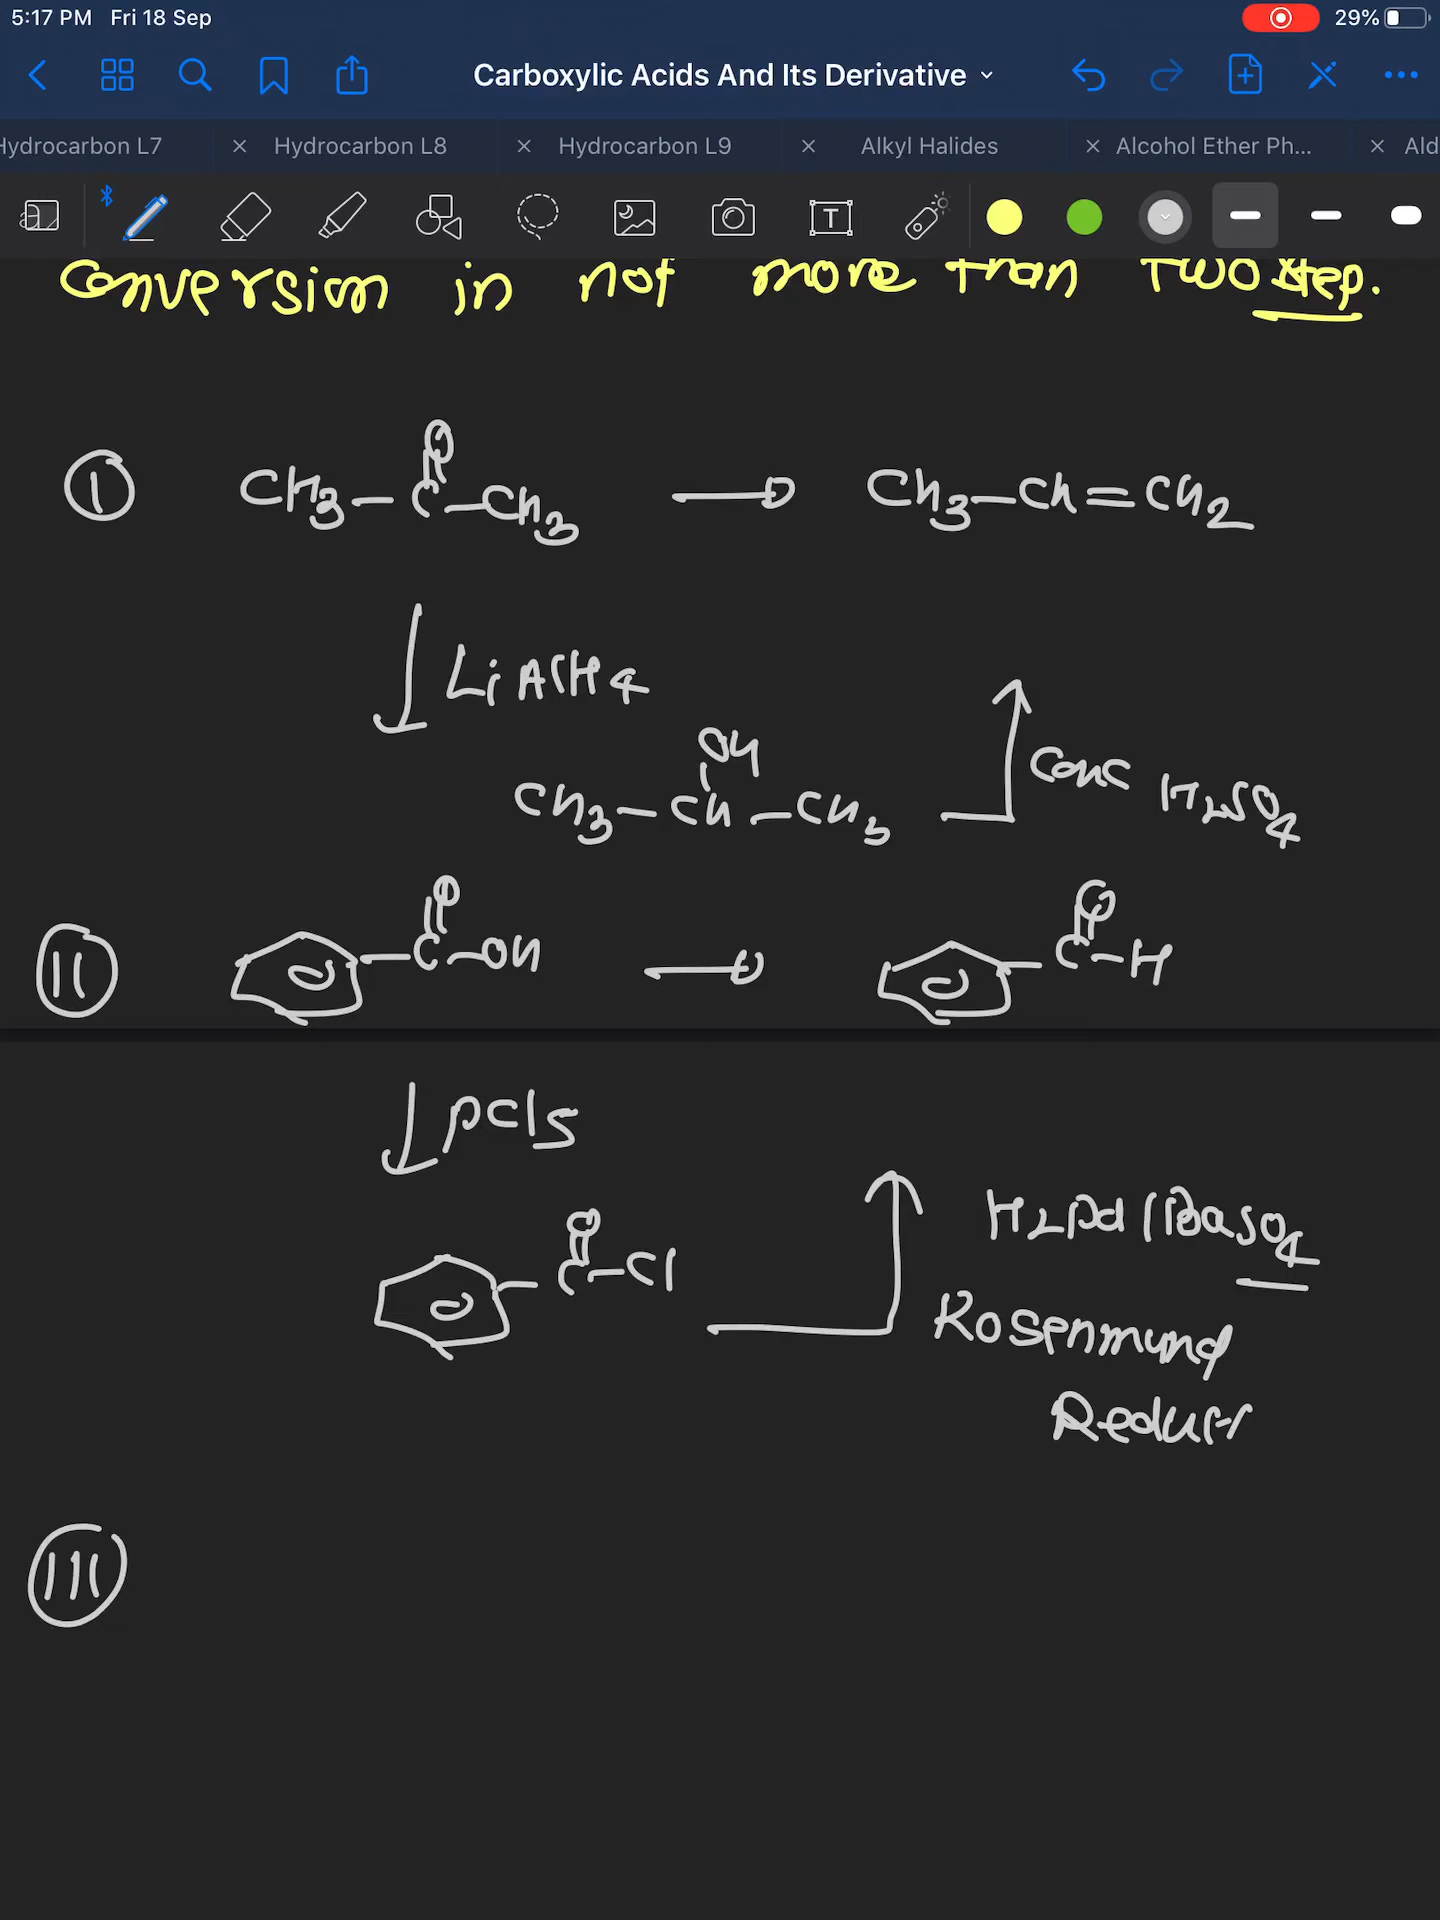 5:17 PM Fri 18 Sep 29%
Carboxylic Acids And Its Derivative
Hydrocarbon L7 × Hydrocarbon L8 × Hydrocarbon L9 × Alkyl Halides × Alcohol Ether Ph... × Ald
a T
Conversion in not more than two step.
I CH3-C-CH3 → CH3-CH=CH2
O
LiAlH4
OH
CH3-CH-CH3
Conc H2SO4
O O
II C-OH → C-H
PCl5
O
C-Cl
H2Pd/BaSO4
Rosenmund
III